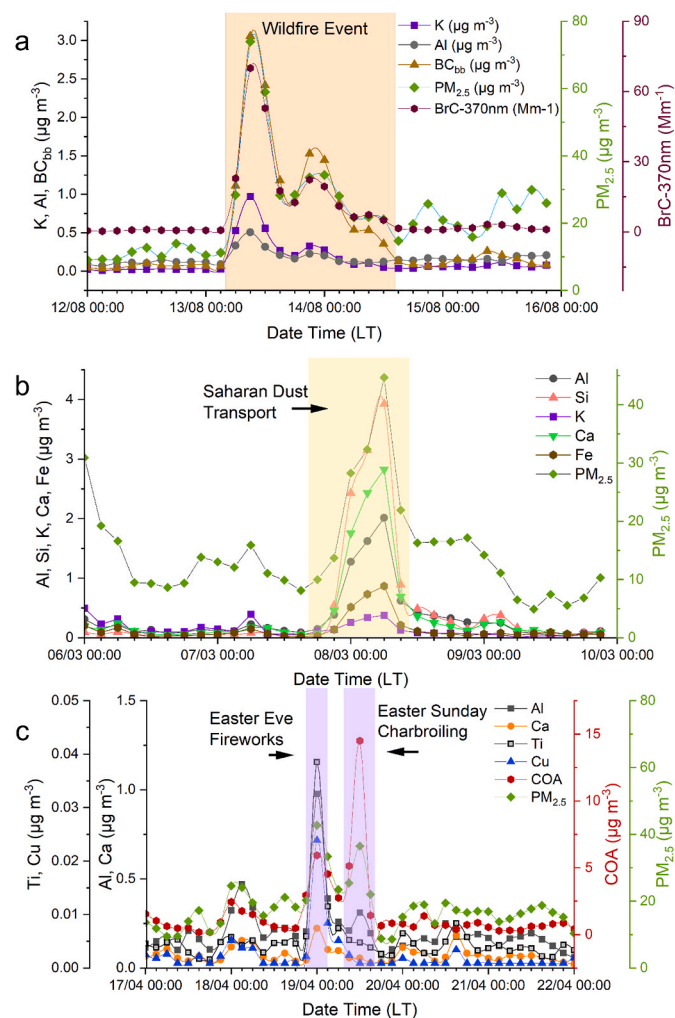 a
Wildfire Event
K (µg m-3)
Al (µg m-3)
BCbb (µg m-3)
PM2.5 (µg m-3)
BrC-370nm (Mm-1)
K, Al, BCbb (µg m-3)
3.0
2.5
2.0
1.5
1.0
0.5
0.0
80
60
40
20
0
PM2.5 (µg m-3)
90
60
30
0
BrC-370nm (Mm-1)
12/08 00:00 13/08 00:00 14/08 00:00 15/08 00:00 16/08 00:00
Date Time (LT)
b
Saharan Dust
Transport
Al
Si
K
Ca
Fe
PM2.5
Al, Si, K, Ca, Fe (µg m-3)
4
3
2
1
0
40
30
20
10
0
PM2.5 (µg m-3)
06/03 00:00 07/03 00:00 08/03 00:00 09/03 00:00 10/03 00:00
Date Time (LT)
c
Easter Eve
Fireworks
Easter Sunday
Charbroiling
Al
Ca
Ti
Cu
COA
PM2.5
Ti, Cu (µg m-3)
0.05
0.04
0.03
0.02
0.01
0.00
Al, Ca (µg m-3)
1.5
1.2
0.9
0.6
0.3
0.0
15
10
5
0
COA (µg m-3)
80
60
40
20
0
PM2.5 (µg m-3)
17/04 00:00 18/04 00:00 19/04 00:00 20/04 00:00 21/04 00:00 22/04 00:00
Date Time (LT)